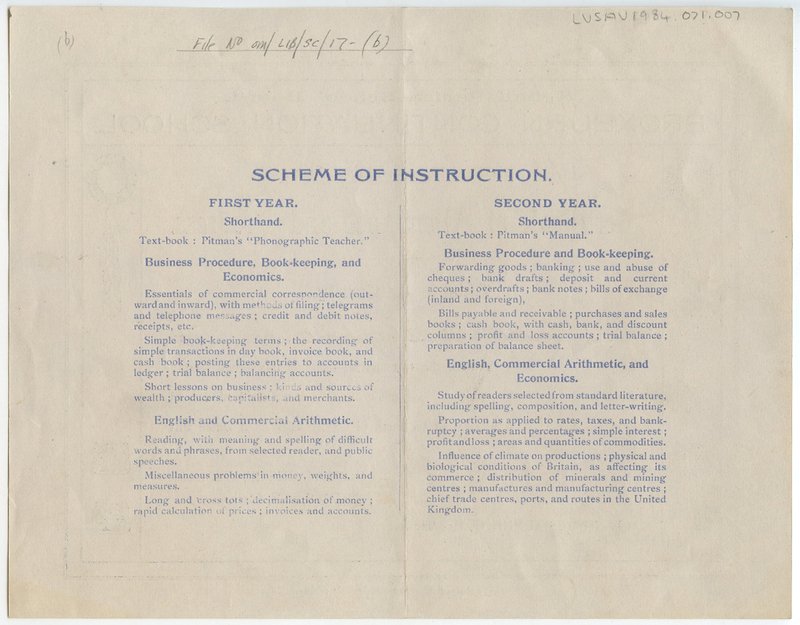 (b)
File No om/LIB/SC/17-(b)
LUSAV1984.071.007
SCHEME OF INSTRUCTION.
FIRST YEAR.
Shorthand.
Text-book : Pitman's "Phonographic Teacher."
Business Procedure, Book-keeping, and
Economics.
Essentials of commercial correspondence (out-
ward and inward), with methods of filing ; telegrams
and telephone messages ; credit and debit notes,
receipts, etc.
Simple book-keeping terms ; the recording of
simple transactions in day book, invoice book, and
cash book ; posting these entries to accounts in
ledger ; trial balance ; balancing accounts.
Short lessons on business ; kinds and sources of
wealth ; producers, capitalists, and merchants.
English and Commercial Arithmetic.
Reading, with meaning and spelling of difficult
words and phrases, from selected reader, and public
speeches.
Miscellaneous problems in money, weights, and
measures.
Long and cross tots ; decimalisation of money ;
rapid calculation of prices ; invoices and accounts.
SECOND YEAR.
Shorthand.
Text-book : Pitman's "Manual."
Business Procedure and Book-keeping.
Forwarding goods ; banking ; use and abuse of
cheques ; bank drafts ; deposit and current
accounts ; overdrafts ; bank notes ; bills of exchange
(inland and foreign),
Bills payable and receivable ; purchases and sales
books ; cash book, with cash, bank, and discount
columns ; profit and loss accounts ; trial balance ;
preparation of balance sheet.
English, Commercial Arithmetic, and
Economics.
Study of readers selected from standard literature,
including spelling, composition, and letter-writing.
Proportion as applied to rates, taxes, and bank-
ruptcy ; averages and percentages ; simple interest ;
profit and loss ; areas and quantities of commodities.
Influence of climate on productions ; physical and
biological conditions of Britain, as affecting its
commerce ; distribution of minerals and mining
centres ; manufactures and manufacturing centres ;
chief trade centres, ports, and routes in the United
Kingdom.